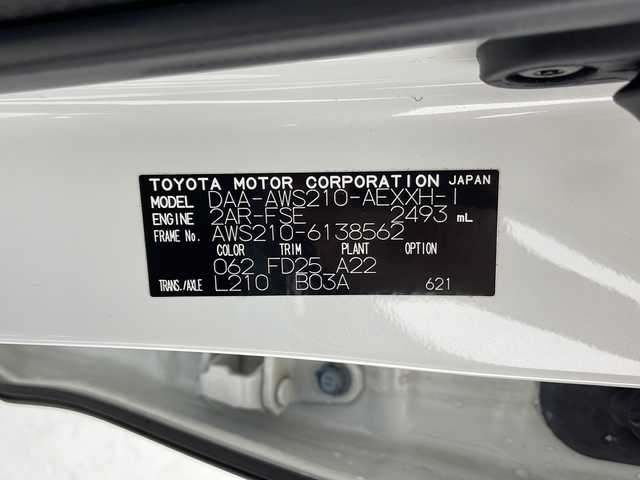 TOYOTA MOTOR CORPORATION JAPAN
MODEL DAA-AWS210-AEXXH-I
ENGINE 2AR-FSE 2493 mL
FRAME No. AWS210-6138562
COLOR TRIM PLANT OPTION
062 FD25 A22
TRANS./AXLE L210 B03A 621